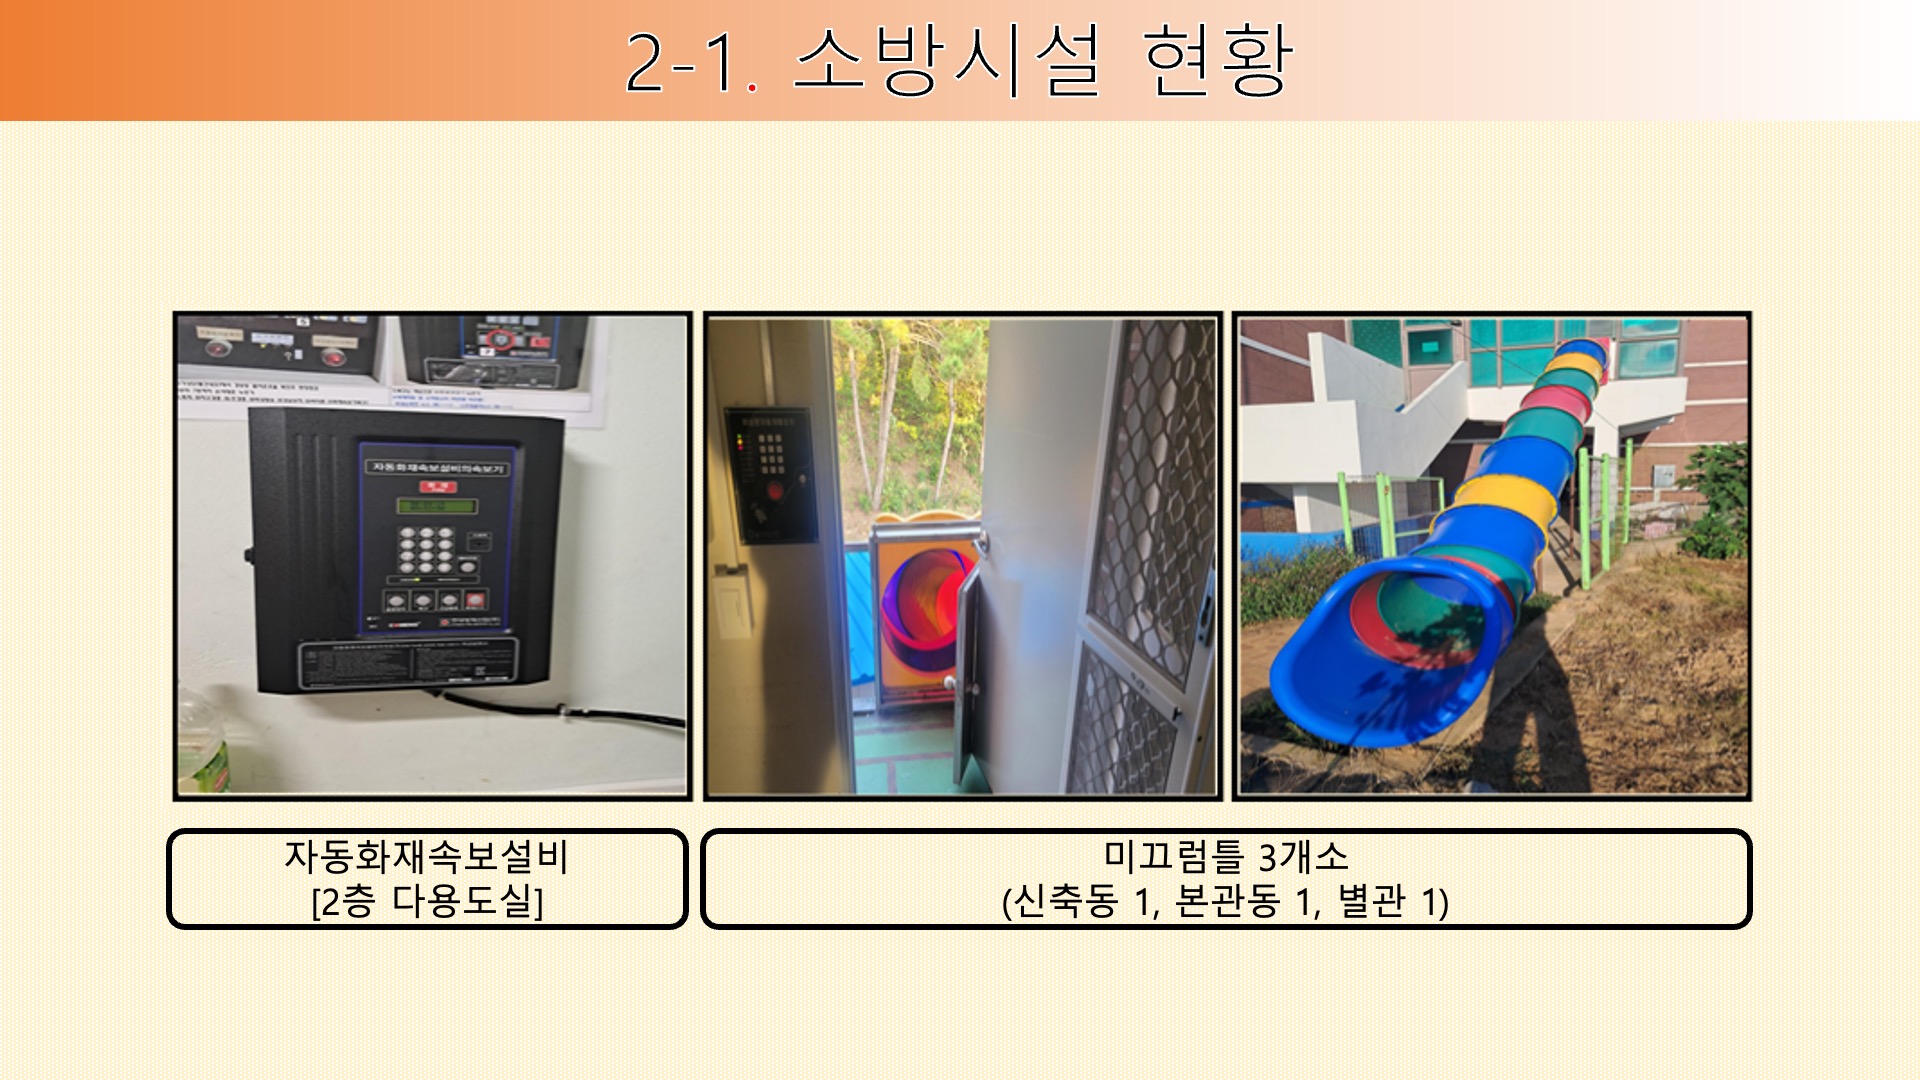 2-1. 소방시설 현황
자동화재속보설비의속보기
자동화재속보설비
[2층 다용도실]
미끄럼틀 3개소
(신축동 1, 본관동 1, 별관 1)